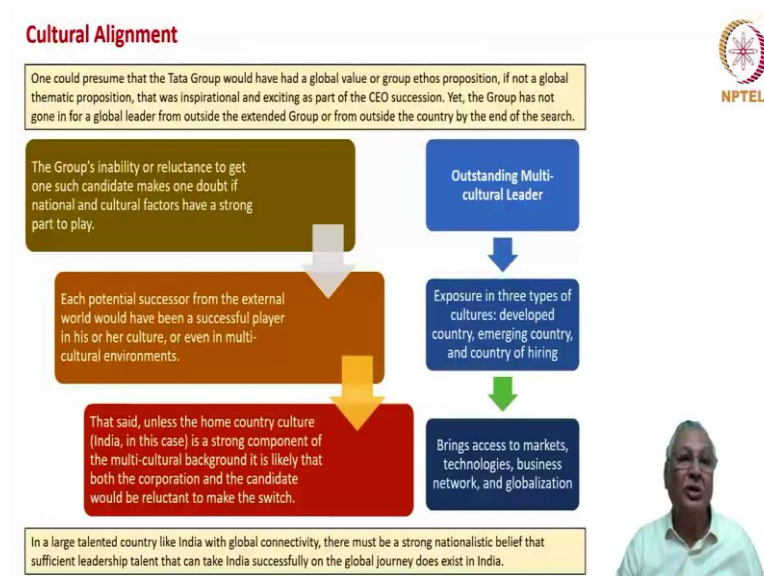 Cultural Alignment
NPTEL
One could presume that the Tata Group would have had a global value or group ethos proposition, if not a global
thematic proposition, that was inspirational and exciting as part of the CEO succession. Yet, the Group has not
gone in for a global leader from outside the extended Group or from outside the country by the end of the search.
The Group's inability or reluctance to get
one such candidate makes one doubt if
national and cultural factors have a strong
part to play.
Each potential successor from the external
world would have been a successful player
in his or her culture, or even in multi-
cultural environments.
That said, unless the home country culture
(India, in this case) is a strong component of
the multi-cultural background it is likely that
both the corporation and the candidate
would be reluctant to make the switch.
Outstanding Multi-
cultural Leader
Exposure in three types of
cultures: developed
country, emerging country,
and country of hiring
Brings access to markets,
technologies, business
network, and globalization
In a large talented country like India with global connectivity, there must be a strong nationalistic belief that
sufficient leadership talent that can take India successfully on the global journey does exist in India.